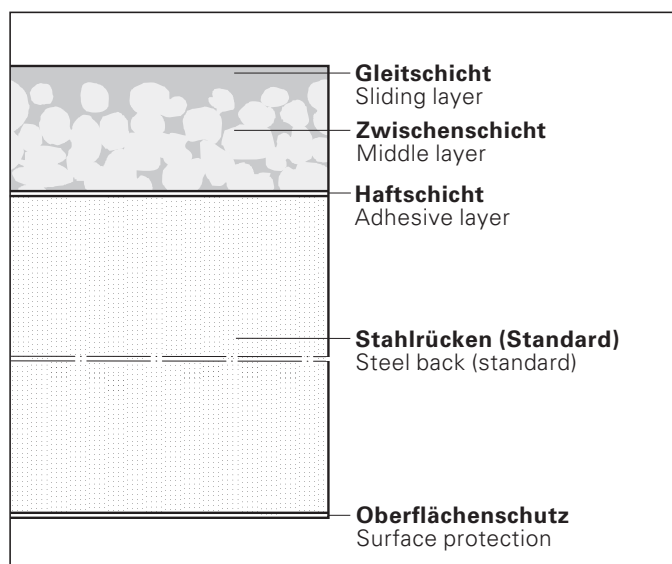 Gleitschicht
Sliding layer
Zwischenschicht
Middle layer
Haftschicht
Adhesive layer
Stahlrücken (Standard)
Steel back (standard)
Oberflächenschutz
Surface protection